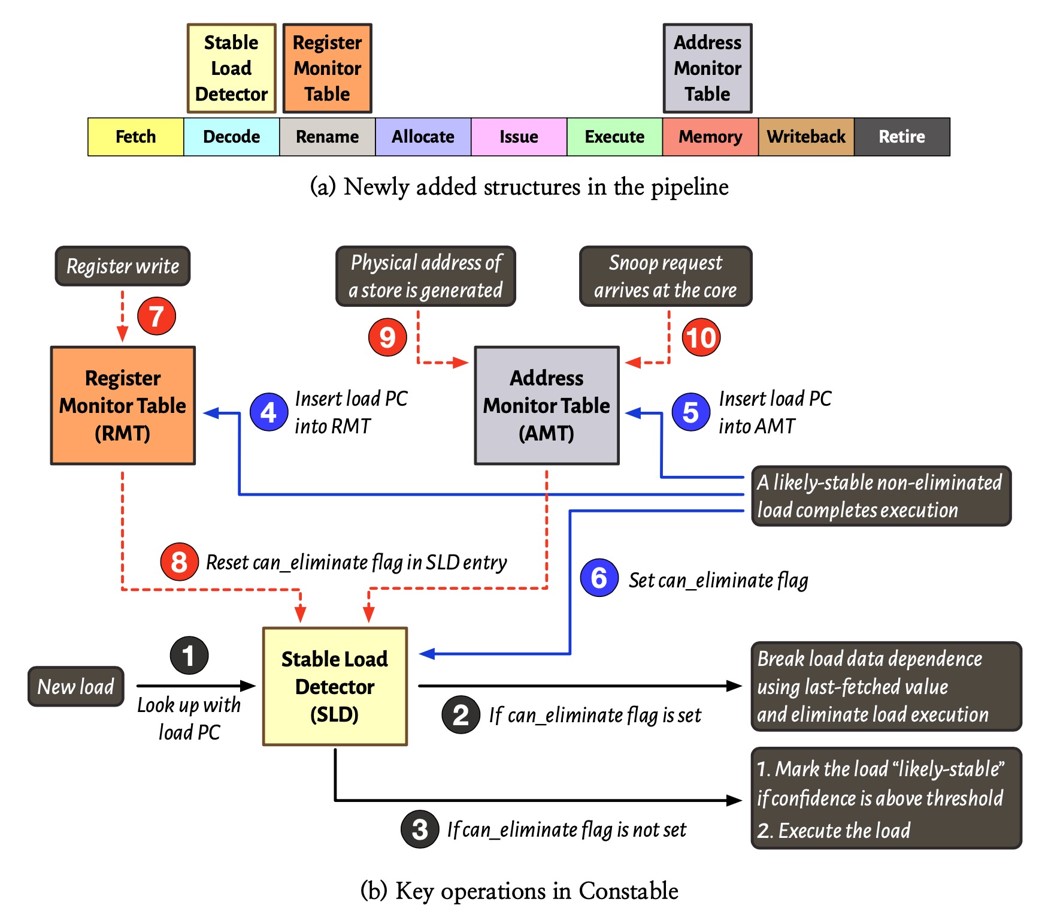 Stable
Load
Detector
Register
Monitor
Table
Address
Monitor
Table
Fetch
Decode
Rename
Allocate
Issue
Execute
Memory
Writeback
Retire
(a) Newly added structures in the pipeline
Register write
Physical address of
a store is generated
Snoop request
arrives at the core
7
9
10
Register
Monitor Table
(RMT)
4
Insert load PC
into RMT
Address
Monitor Table
(AMT)
5
Insert load PC
into AMT
A likely-stable non-eliminated
load completes execution
8
Reset can_eliminate flag in SLD entry
6
Set can_eliminate flag
New load
1
Look up with
load PC
Stable Load
Detector
(SLD)
2
If can_eliminate flag is set
Break load data dependence
using last-fetched value
and eliminate load execution
3
If can_eliminate flag is not set
1. Mark the load “likely-stable”
if confidence is above threshold
2. Execute the load
(b) Key operations in Constable